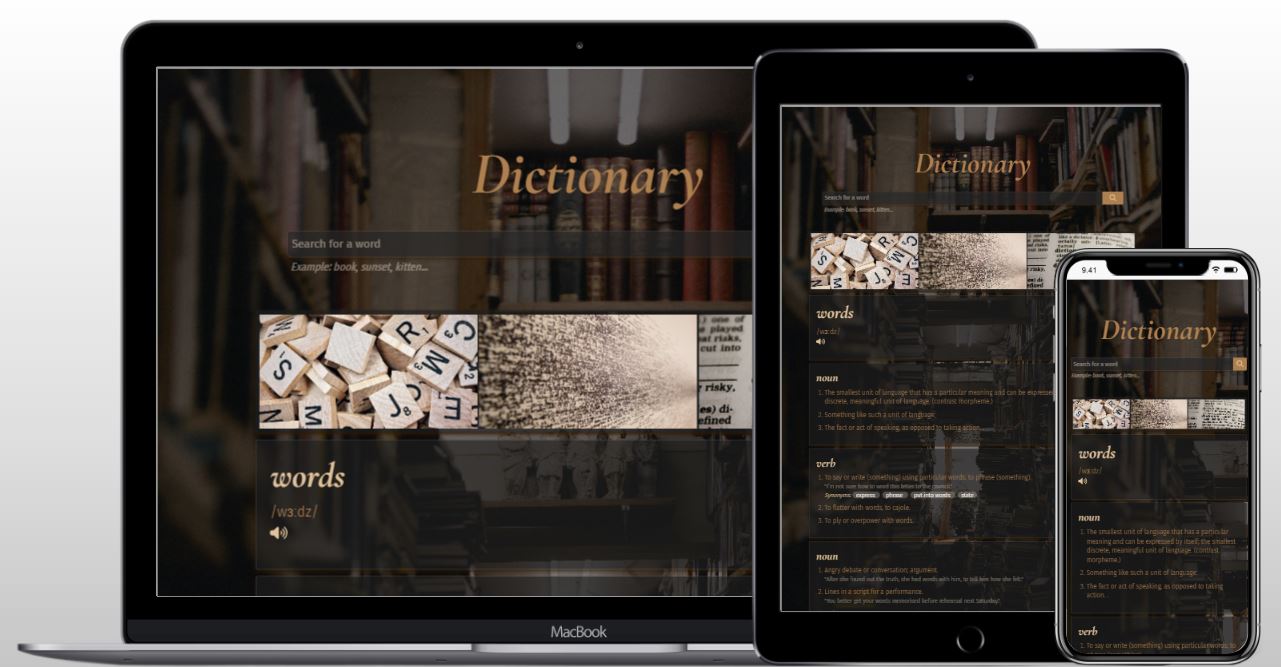 Dictionary
Search for a word
Example: book, sunset, kitten...
words
/wɜːdz/
MacBook
Dictionary
Search for a word
Example: book, sunset, kitten...
words
/wɜːdz/
noun
1. The smallest unit of language that has a particular meaning and can be expresse
discrete, meaningful unit of language. (contrast morpheme.)
2. Something like such a unit of language
3. The fact or act of speaking, as opposed to taking action...
verb
1. To say or write (something) using particular words; to phrase (something).
"I'm not sure how to word this letter to the council."
Synonyms: express phrase put into words state
2. To flatter with words, to cajole.
3. To ply or overpower with words.
noun
1. Angry debate or conversation; argument.
"After she found out the truth, she had words with him, to tell him how she felt."
2. Lines in a script for a performance.
"You better get your words memorised before rehearsal next Saturday."
9.41
Dictionary
Search for a word
Example: book, sunset, kitten...
words
/wɜːdz/
noun
1. The smallest unit of language that has a particular
meaning and can be expressed by itself; the smallest
discrete, meaningful unit of language. (contrast
morpheme.)
2. Something like such a unit of language
3. The fact or act of speaking, as opposed to taking
action...
verb
1. To say or write (something) using particular words; to